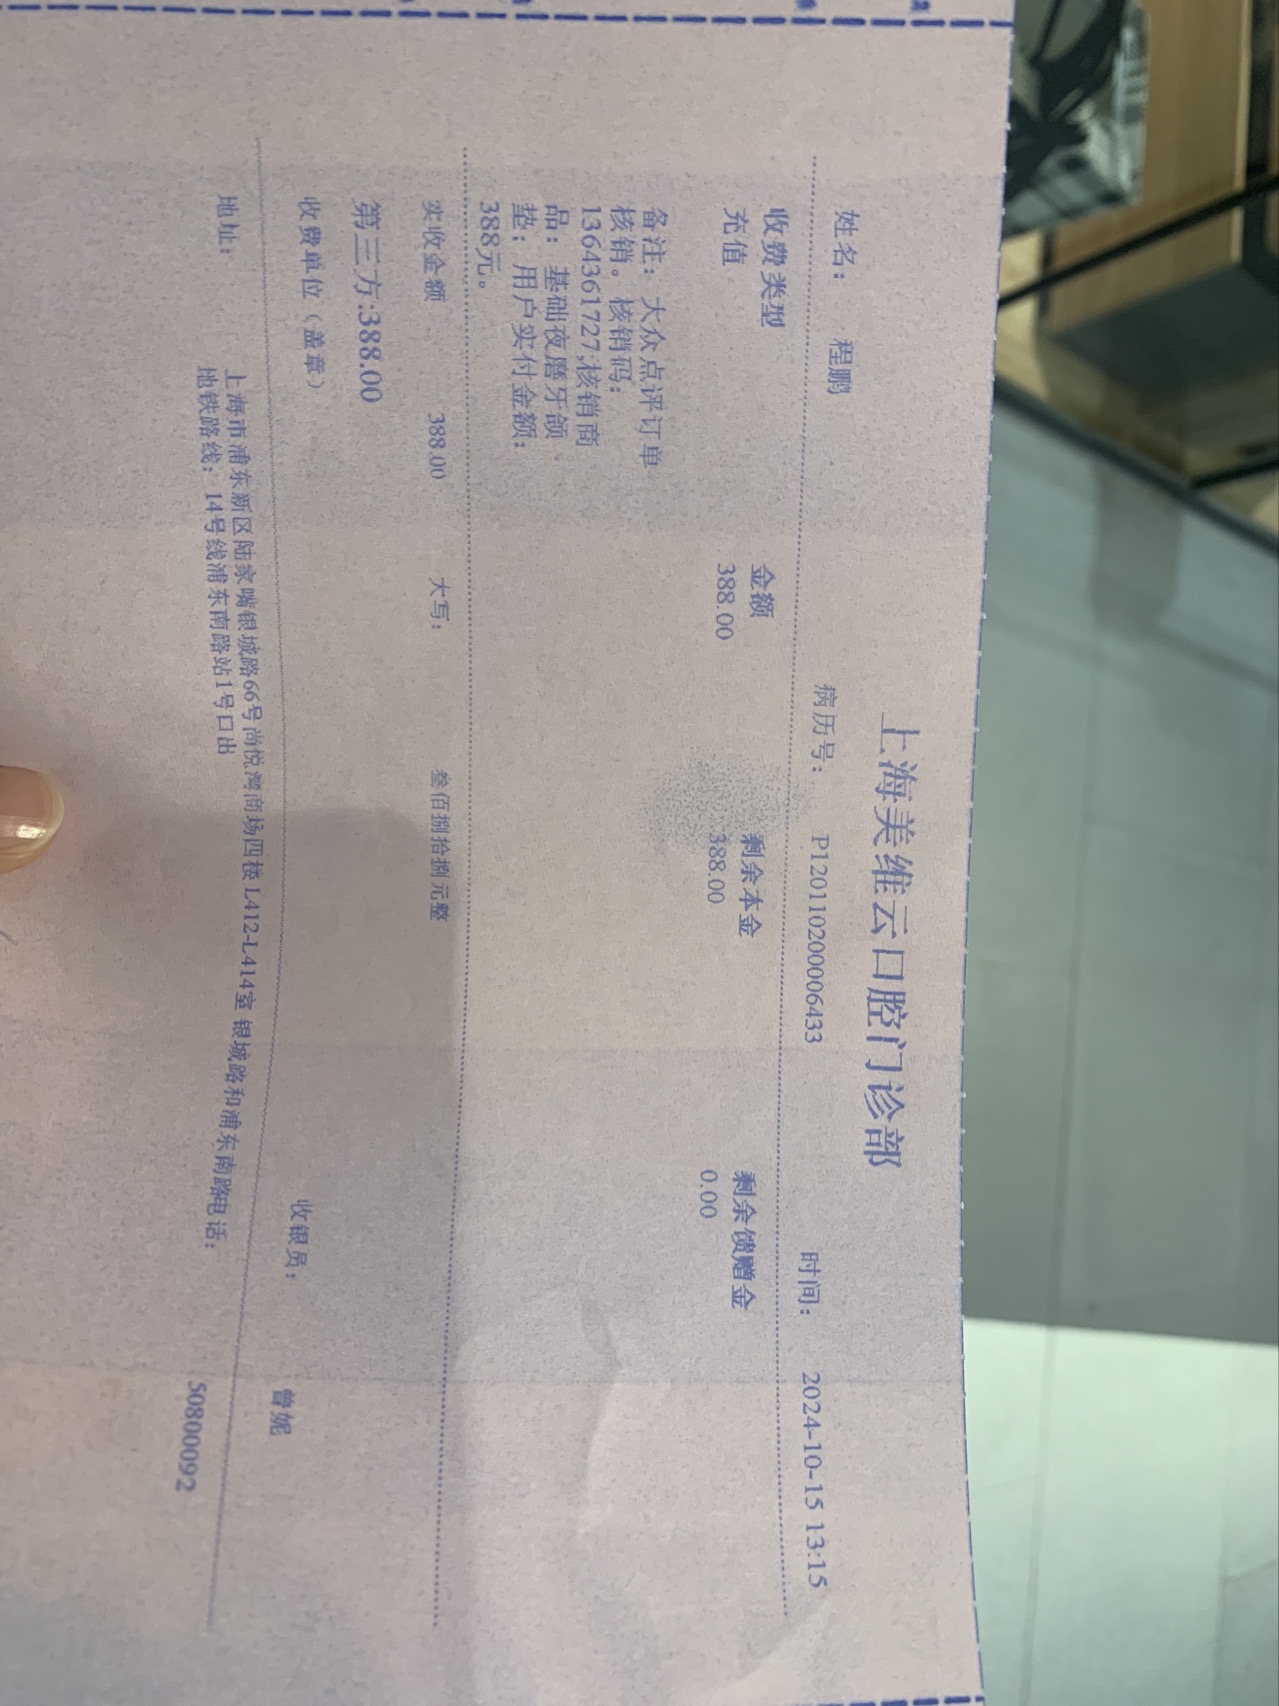 上海美维云口腔门诊部
姓名： 程鹏 病历号： P1201102000006433 时间： 2024-10-15 13:15
收费类型 金额 剩余本金 剩余馈赠金
充值 388.00 388.00 0.00
备注：大众点评订单
核销。核销码：
1364361727;核销商
品：基础夜磨牙颌
垫；用户实付金额：
388元。
实收金额 388.00 大写： 叁佰捌拾捌元整
第三方:388.00
收费单位（盖章） 收银员： 曾妮
地址： 上海市浦东新区陆家嘴银城路66号尚悦湾商场四楼 L412-L414室 银城路和浦东南路电话： 50800092
地铁路线：14号线浦东南路站1号口出